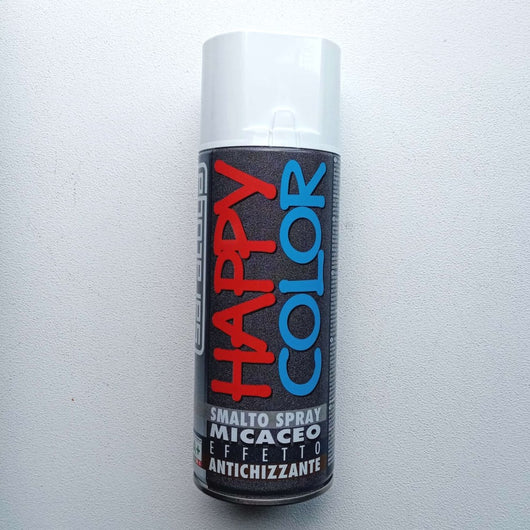 HAPPY
COLOR
SMALTO SPRAY
MICACEO
EFFETTO
ANTICHIZZANTE